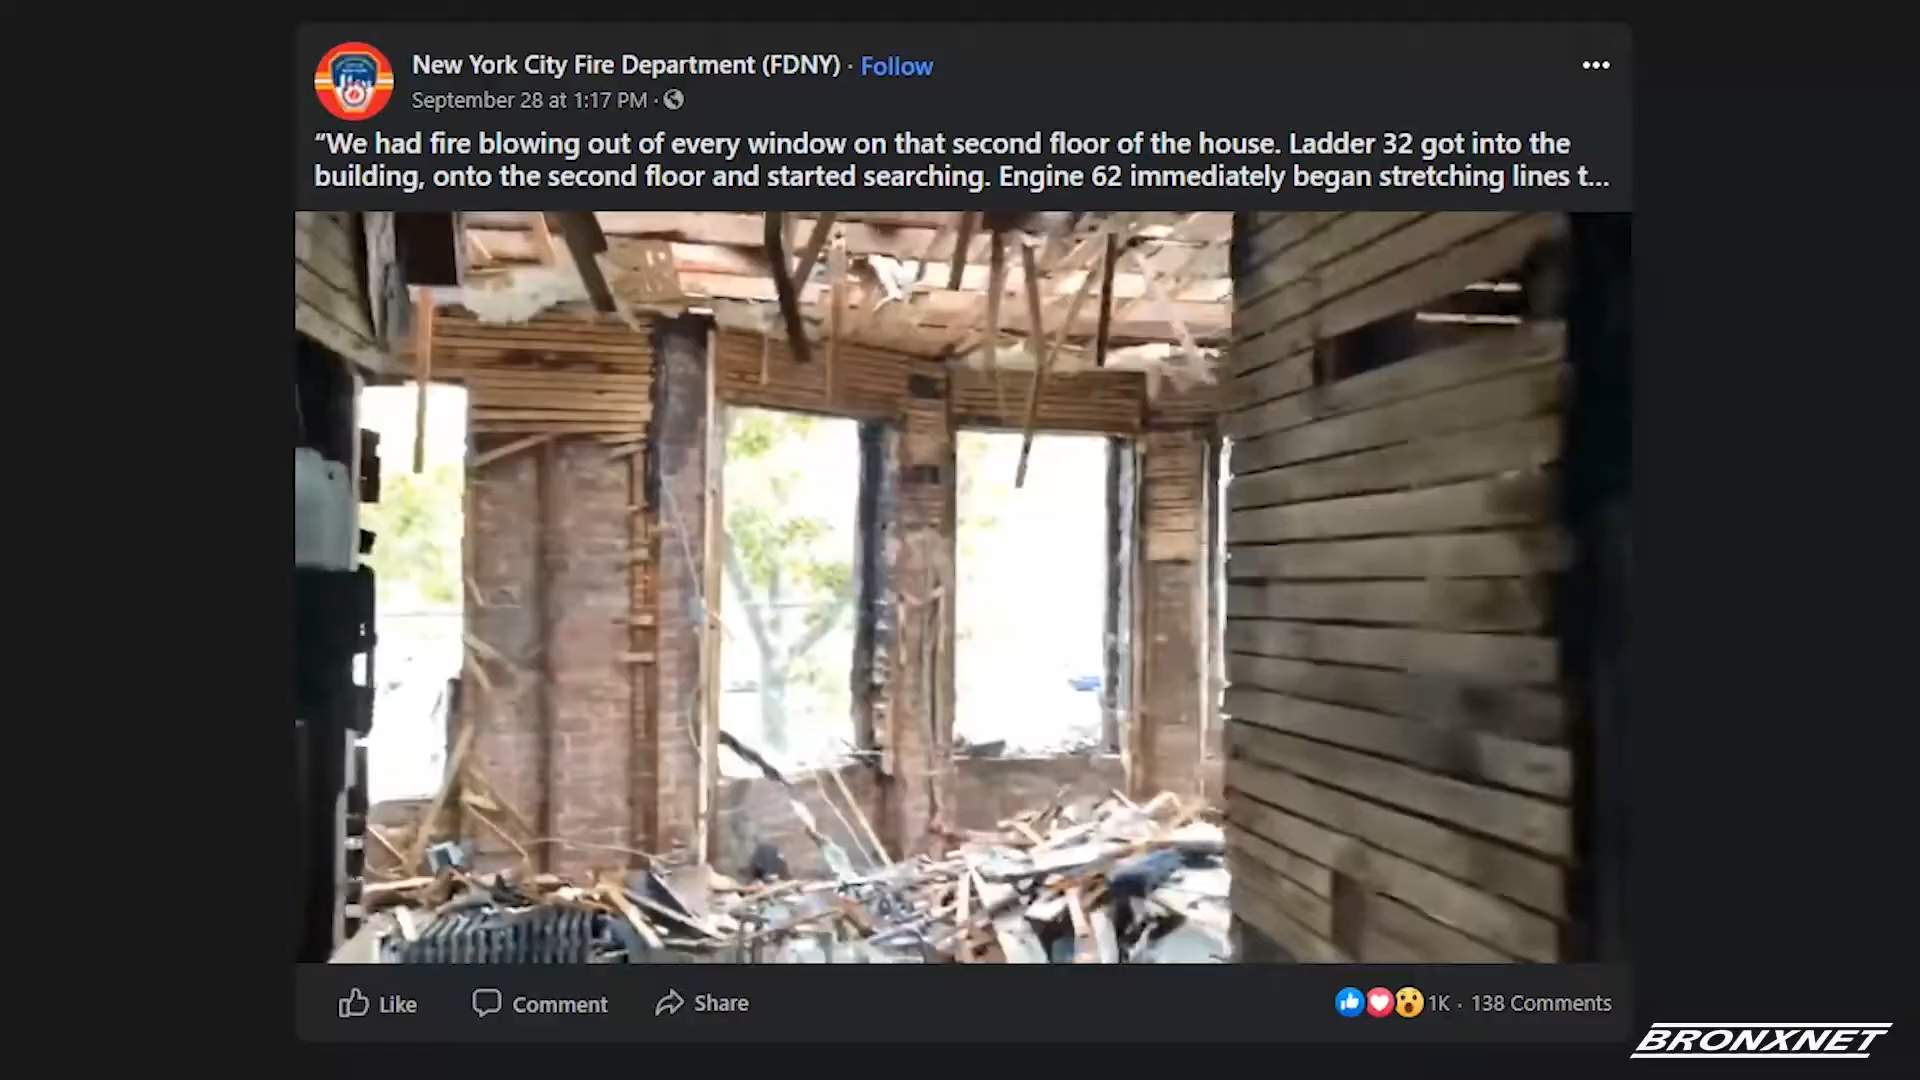 New York City Fire Department (FDNY) · Follow
September 28 at 1:17 PM ·
“We had fire blowing out of every window on that second floor of the house. Ladder 32 got into the
building, onto the second floor and started searching. Engine 62 immediately began stretching lines t...
Like Comment Share 1K · 138 Comments
BRONXNET